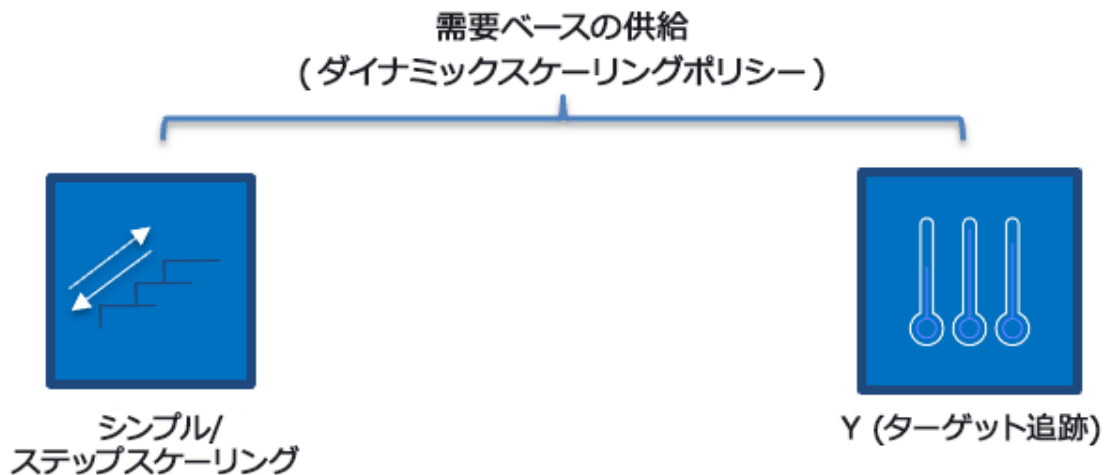 需要ベースの供給
(ダイナミックスケーリングポリシー)
シンプル/
ステップスケーリング
Y (ターゲット追跡)